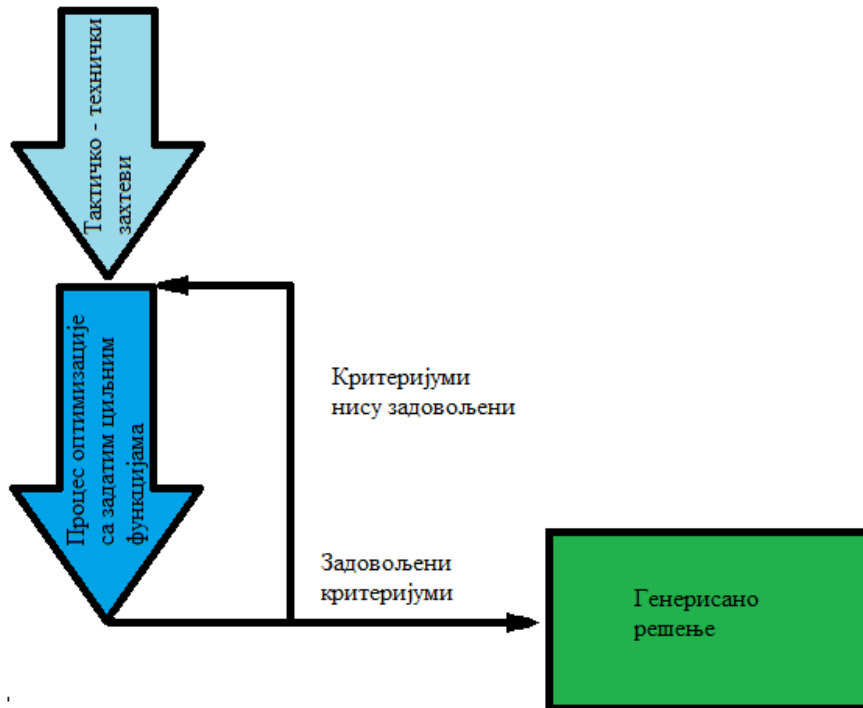 Тактичко - технички
захтеви
Процес оптимизације
са задатим циљним
функцијама
Критеријуми
нису задовољени
Задовољени
критеријуми
Генерисано
решење